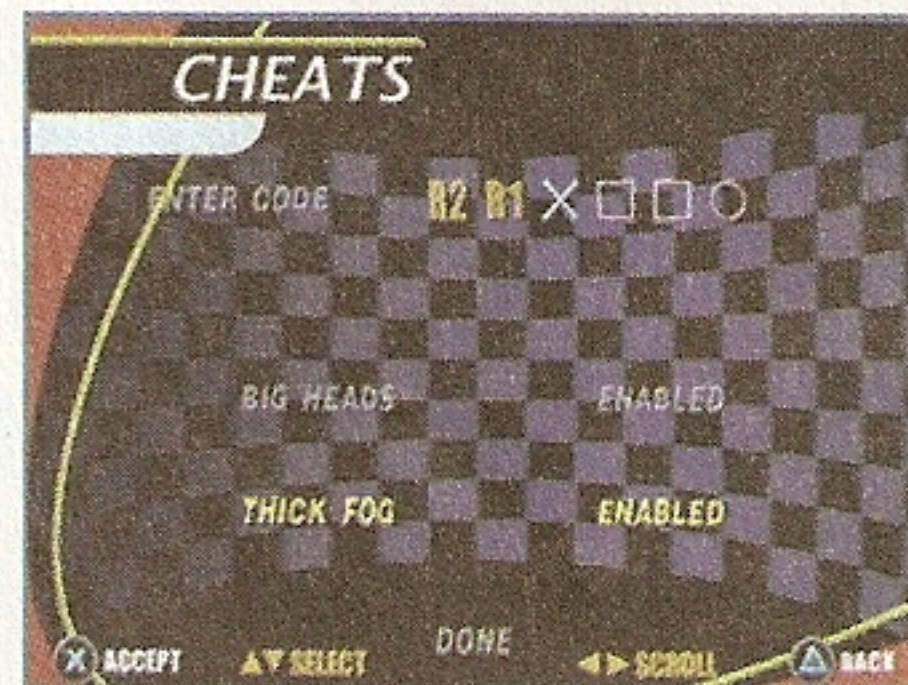 CHEATS
ENTER CODE R2 R1 X □ □ ○
BIG HEADS ENABLED
THICK FOG ENABLED
DONE
X ACCEPT ▲▼ SELECT ◀▶ SCROLL △ BACK